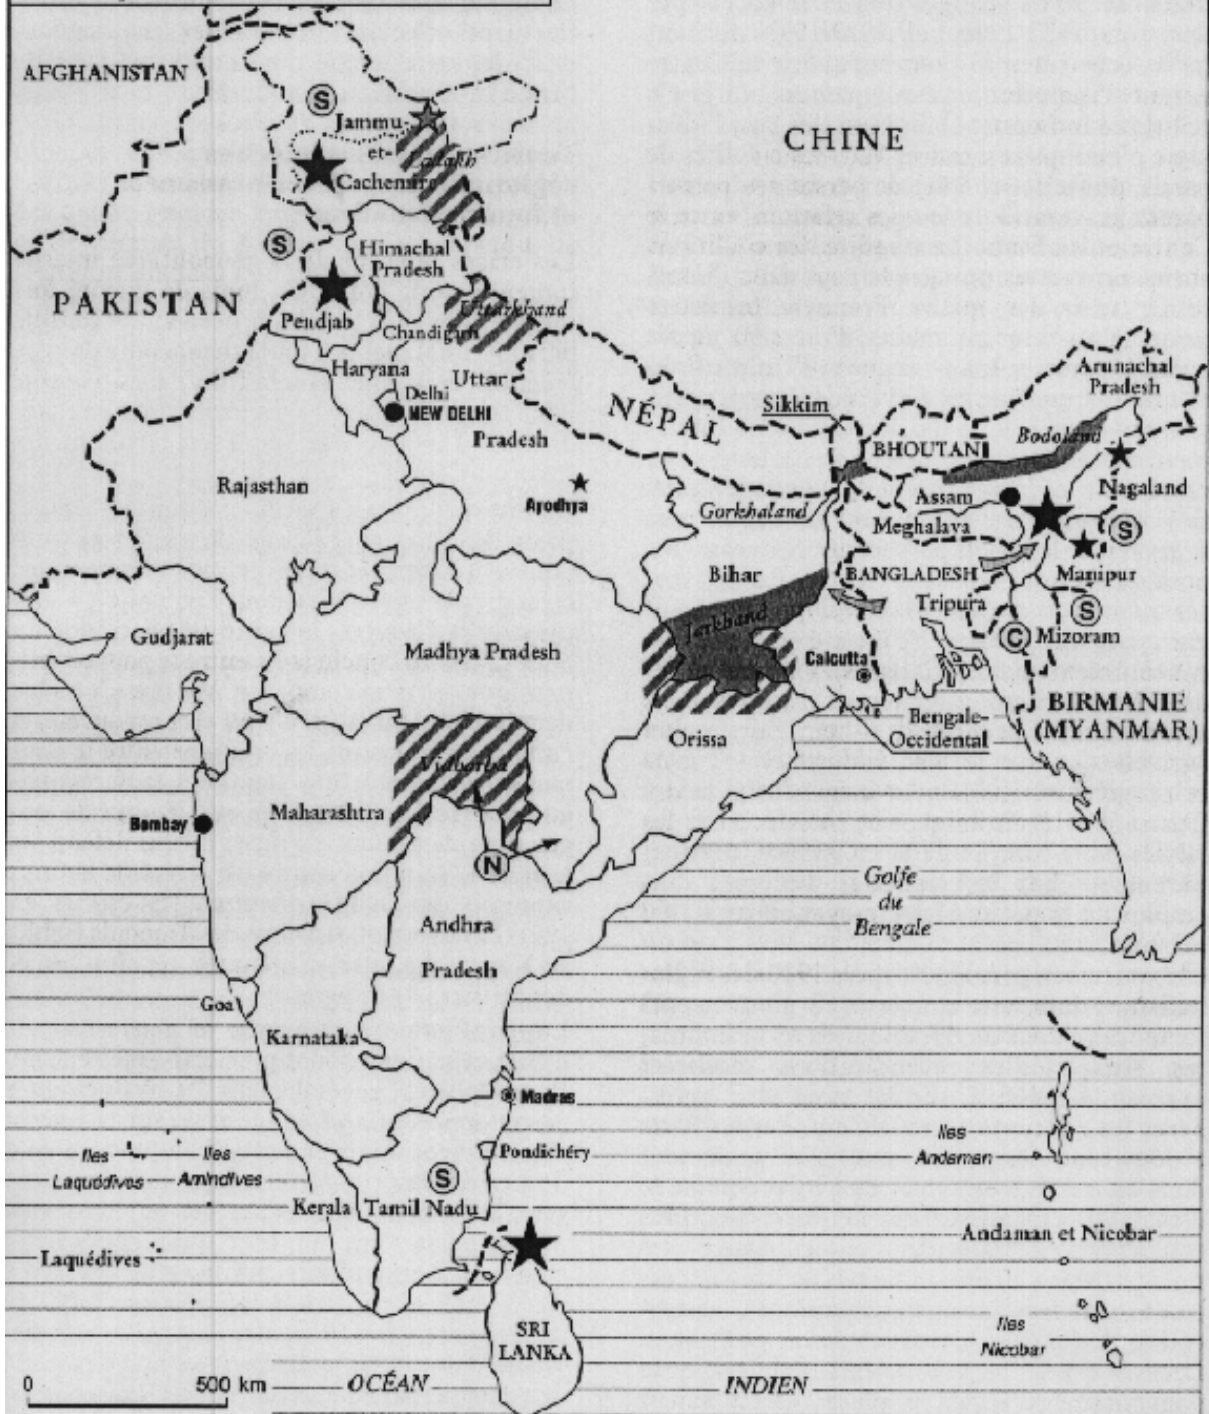 AFGHANISTAN
S
Jammu-
et-
Cachemire
Ladakh
CHINE
S
Himachal
Pradesh
PAKISTAN
Pendjab
Uttarkhand
Chandigarh
Haryana
Uttar
Pradesh
Delhi
NEW DELHI
NÉPAL
Sikkim
BHOUTAN
Arunachal
Pradesh
Bodoland
Rajasthan
Ayodhya
Gorkhaland
Assam
Nagaland
Meghalaya
S
Bihar
BANGLADESH
Manipur
Tripura
S
Jarkhand
C
Mizoram
Gudjarat
Madhya Pradesh
Calcutta
BIRMANIE
(MYANMAR)
Bengale-
Occidental
Orissa
Vidharba
Maharashtra
Bombay
N
Golfe
du
Bengale
Andhra
Pradesh
Goa
Karnataka
Madras
Iles
Laquédives
Iles
Amindives
Pondichéry
Iles
Andaman
S
Kerala
Tamil Nadu
Andaman et Nicobar
Laquédives
SRI
LANKA
Iles
Nicobar
0 500 km
OCÉAN INDIEN